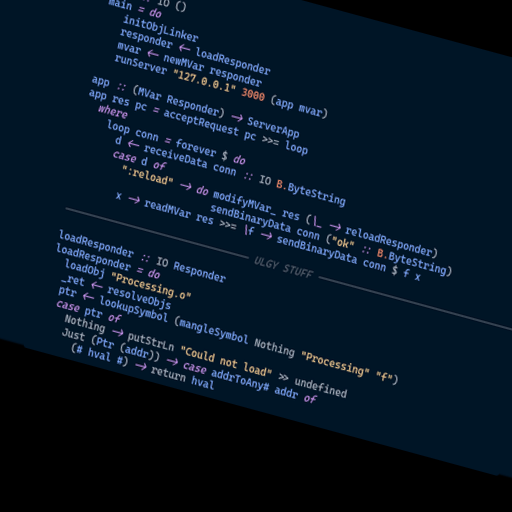 IO ()
main = do
initObjLinker
responder <- loadResponder
mvar <- newMVar responder
runServer "127.0.0.1" 3000 (app mvar)
app :: (MVar Responder) -> ServerApp
app res pc = acceptRequest pc >>= loop
where
loop conn = forever $ do
d <- receiveData conn :: IO B.ByteString
case d of
":reload" -> do modifyMVar_ res (\_ -> reloadResponder)
sendBinaryData conn ("ok" :: B.ByteString)
x -> readMVar res >>= \f -> sendBinaryData conn $ f x
ULGY STUFF
loadResponder :: IO Responder
loadResponder = do
loadObj "Processing.o"
_ret <- resolveObjs
ptr <- lookupSymbol (mangleSymbol Nothing "Processing" "f")
case ptr of
Nothing -> putStrLn "Could not load" >> undefined
Just (Ptr (addr)) -> case addrToAny# addr of
(# hval #) -> return hval